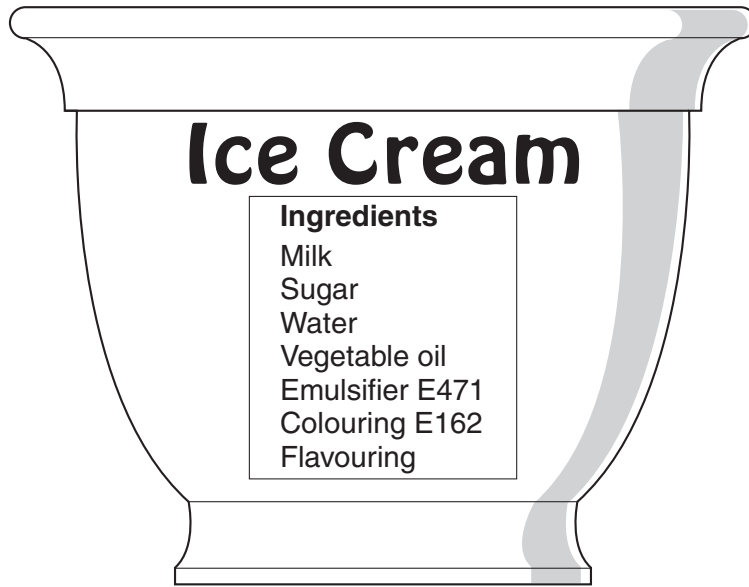 Ice Cream
Ingredients
Milk
Sugar
Water
Vegetable oil
Emulsifier E471
Colouring E162
Flavouring